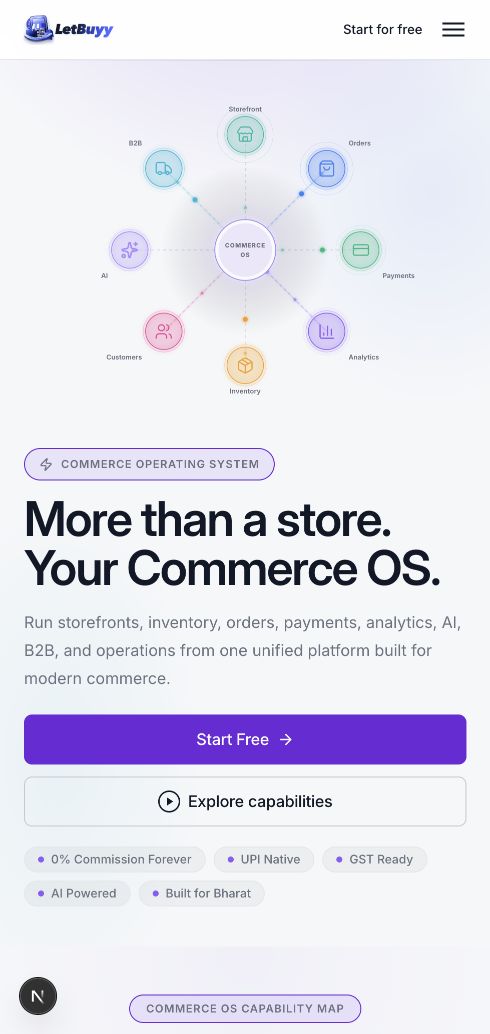 LetBuyy
Start for free
Storefront
B2B
Orders
COMMERCE
OS
AI
Payments
Customers
Analytics
Inventory
COMMERCE OPERATING SYSTEM
More than a store.
Your Commerce OS.
Run storefronts, inventory, orders, payments, analytics, AI,
B2B, and operations from one unified platform built for
modern commerce.
Start Free
Explore capabilities
0% Commission Forever
UPI Native
GST Ready
AI Powered
Built for Bharat
N
COMMERCE OS CAPABILITY MAP